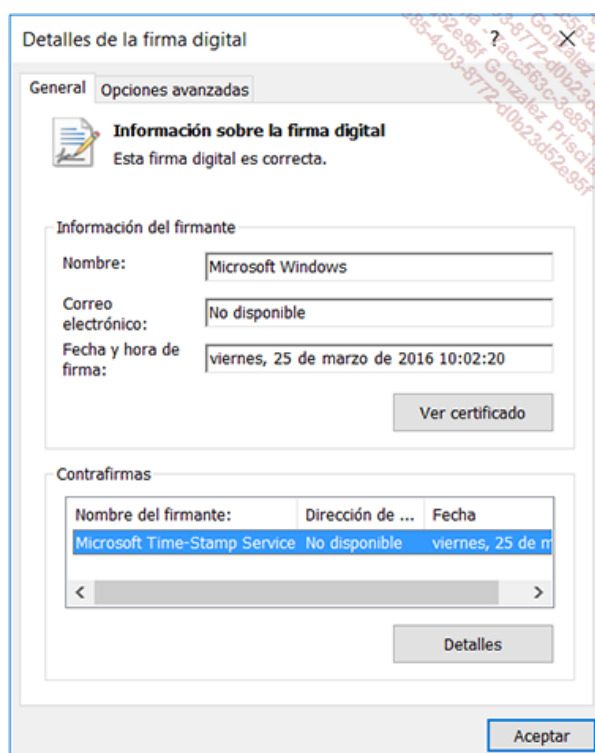 Detalles de la firma digital
?
General Opciones avanzadas
Información sobre la firma digital
Esta firma digital es correcta.
Información del firmante
Nombre: Microsoft Windows
Correo electrónico: No disponible
Fecha y hora de firma: viernes, 25 de marzo de 2016 10:02:20
Ver certificado
Contrafirmas
Nombre del firmante: Dirección de ... Fecha
Microsoft Time-Stamp Service No disponible viernes, 25 de m
Detalles
Aceptar